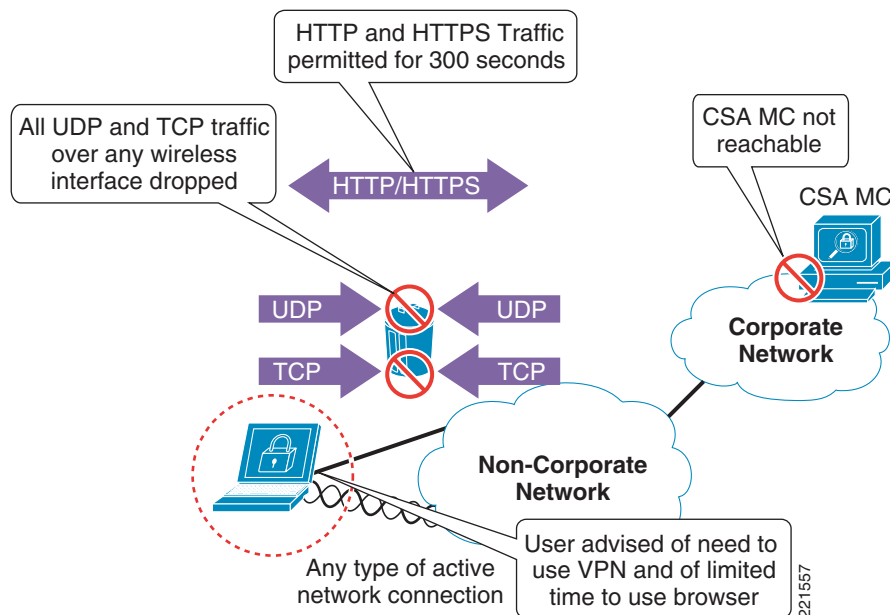 HTTP and HTTPS Traffic
permitted for 300 seconds
All UDP and TCP traffic
over any wireless
interface dropped
CSA MC not
reachable
HTTP/HTTPS
CSA MC
UDP
UDP
Corporate
Network
TCP
TCP
Non-Corporate
Network
User advised of need to
use VPN and of limited
time to use browser
Any type of active
network connection
221557